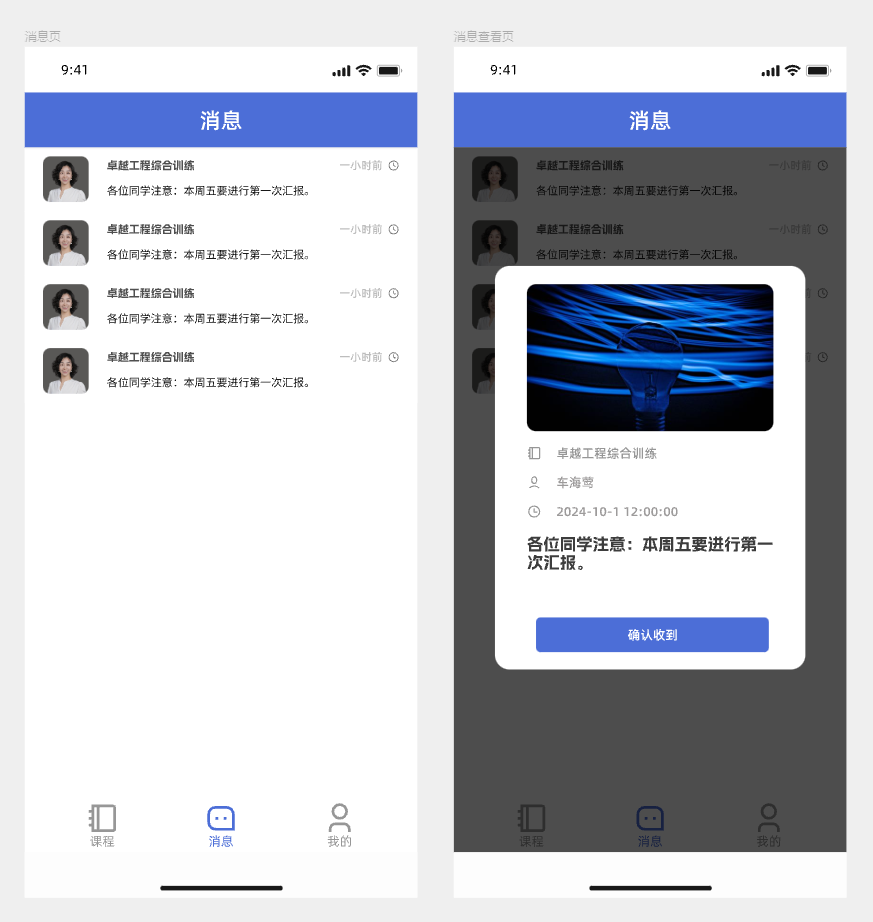 消息页
9:41
消息
卓越工程综合训练
一小时前
各位同学注意：本周五要进行第一次汇报。
卓越工程综合训练
一小时前
各位同学注意：本周五要进行第一次汇报。
卓越工程综合训练
一小时前
各位同学注意：本周五要进行第一次汇报。
卓越工程综合训练
一小时前
各位同学注意：本周五要进行第一次汇报。
课程
消息
我的
消息查看页
9:41
消息
卓越工程综合训练
一小时前
各位同学注意：本周五要进行第一次汇报。
卓越工程综合训练
一小时前
各位同学注意：本周五要进行第一次汇报。
卓越工程综合训练
车海莺
2024-10-1 12:00:00
各位同学注意：本周五要进行第一
次汇报。
确认收到
课程
消息
我的